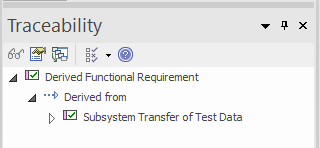 Traceability
Derived Functional Requirement
Derived from
Subsystem Transfer of Test Data